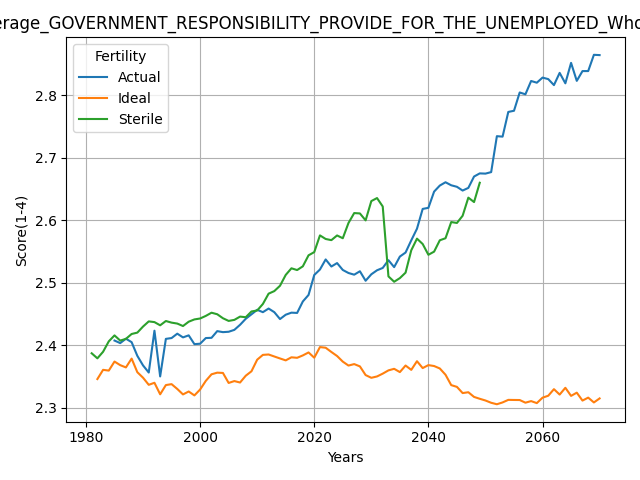 erage_GOVERNMENT_RESPONSIBILITY_PROVIDE_FOR_THE_UNEMPLOYED_Who
Fertility
Actual
Ideal
Sterile
Score(1-4)
2.8
2.7
2.6
2.5
2.4
2.3
1980 2000 2020 2040 2060
Years